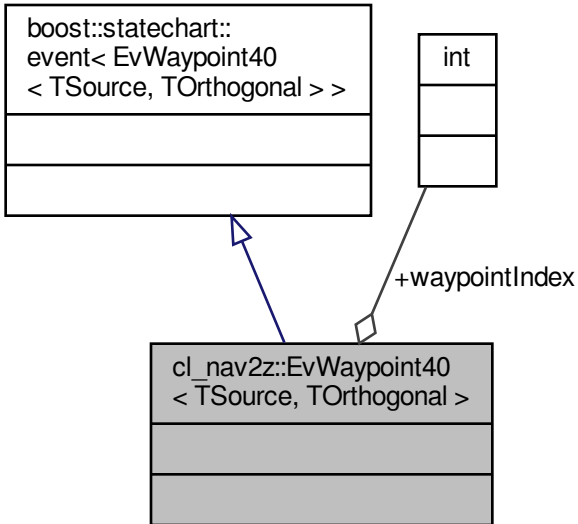 boost::statechart::
event< EvWaypoint40
< TSource, TOrthogonal > >
int
+waypointIndex
cl_nav2z::EvWaypoint40
< TSource, TOrthogonal >